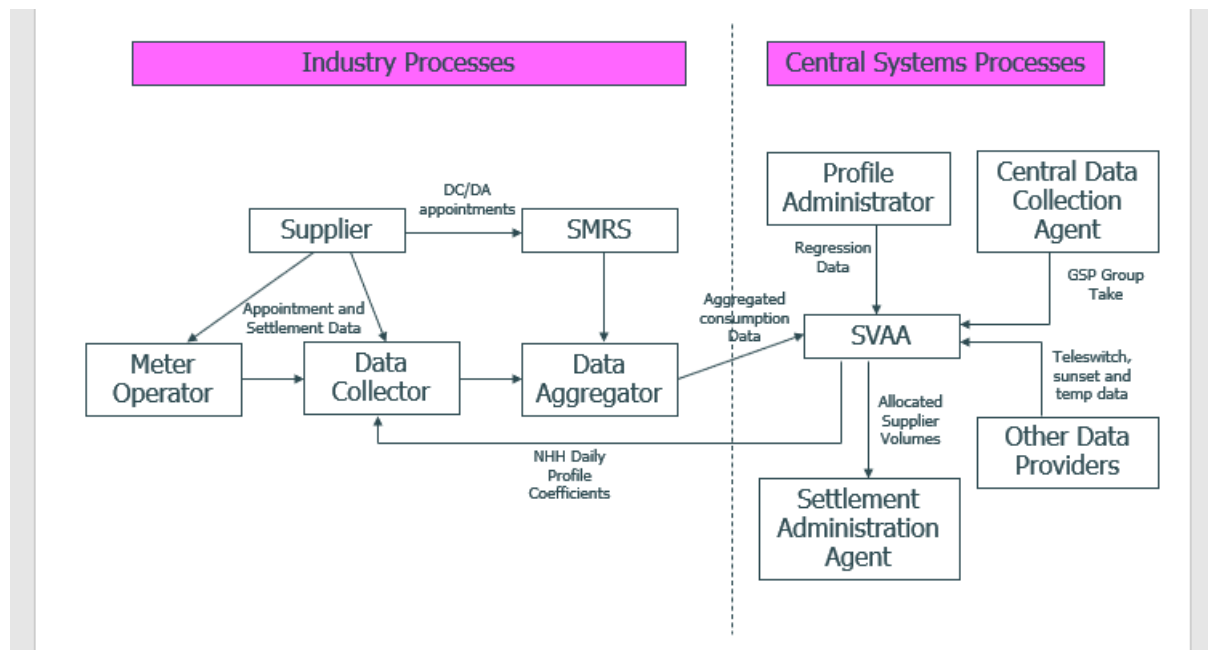 Industry Processes
Central Systems Processes
Profile
Administrator
Central Data
Collection
Agent
DC/DA
appointments
Supplier
SMRS
Regression
Data
GSP Group
Take
Appointment and
Settlement Data
Aggregated
consumption
Data
SVAA
Meter
Operator
Data
Collector
Data
Aggregator
Teleswitch,
sunset and
temp data
Allocated
Supplier
Volumes
Other Data
Providers
NHH Daily
Profile
Coefficients
Settlement
Administration
Agent